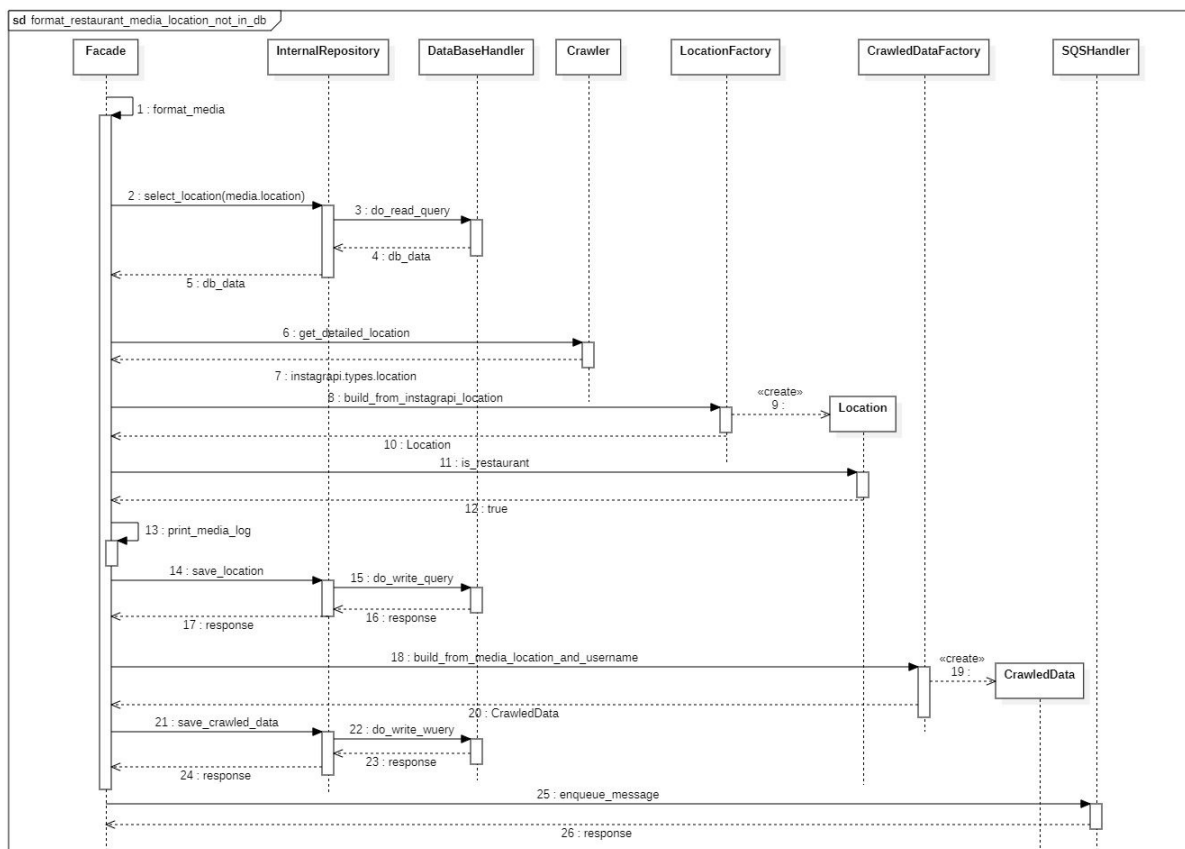 sd format_restaurant_media_location_not_in_db
Facade
InternalRepository
DataBaseHandler
Crawler
LocationFactory
CrawledDataFactory
SQSHandler
1 : format_media
2 : select_location(media.location)
3 : do_read_query
4 : db_data
5 : db_data
6 : get_detailed_location
7 : instagrapi.types.location
8 : build_from_instagrapi_location
«create»
9 :
Location
10 : Location
11 : is_restaurant
12 : true
13 : print_media_log
14 : save_location
15 : do_write_query
16 : response
17 : response
18 : build_from_media_location_and_username
«create»
19 :
CrawledData
20 : CrawledData
21 : save_crawled_data
22 : do_write_wuery
23 : response
24 : response
25 : enqueue_message
26 : response